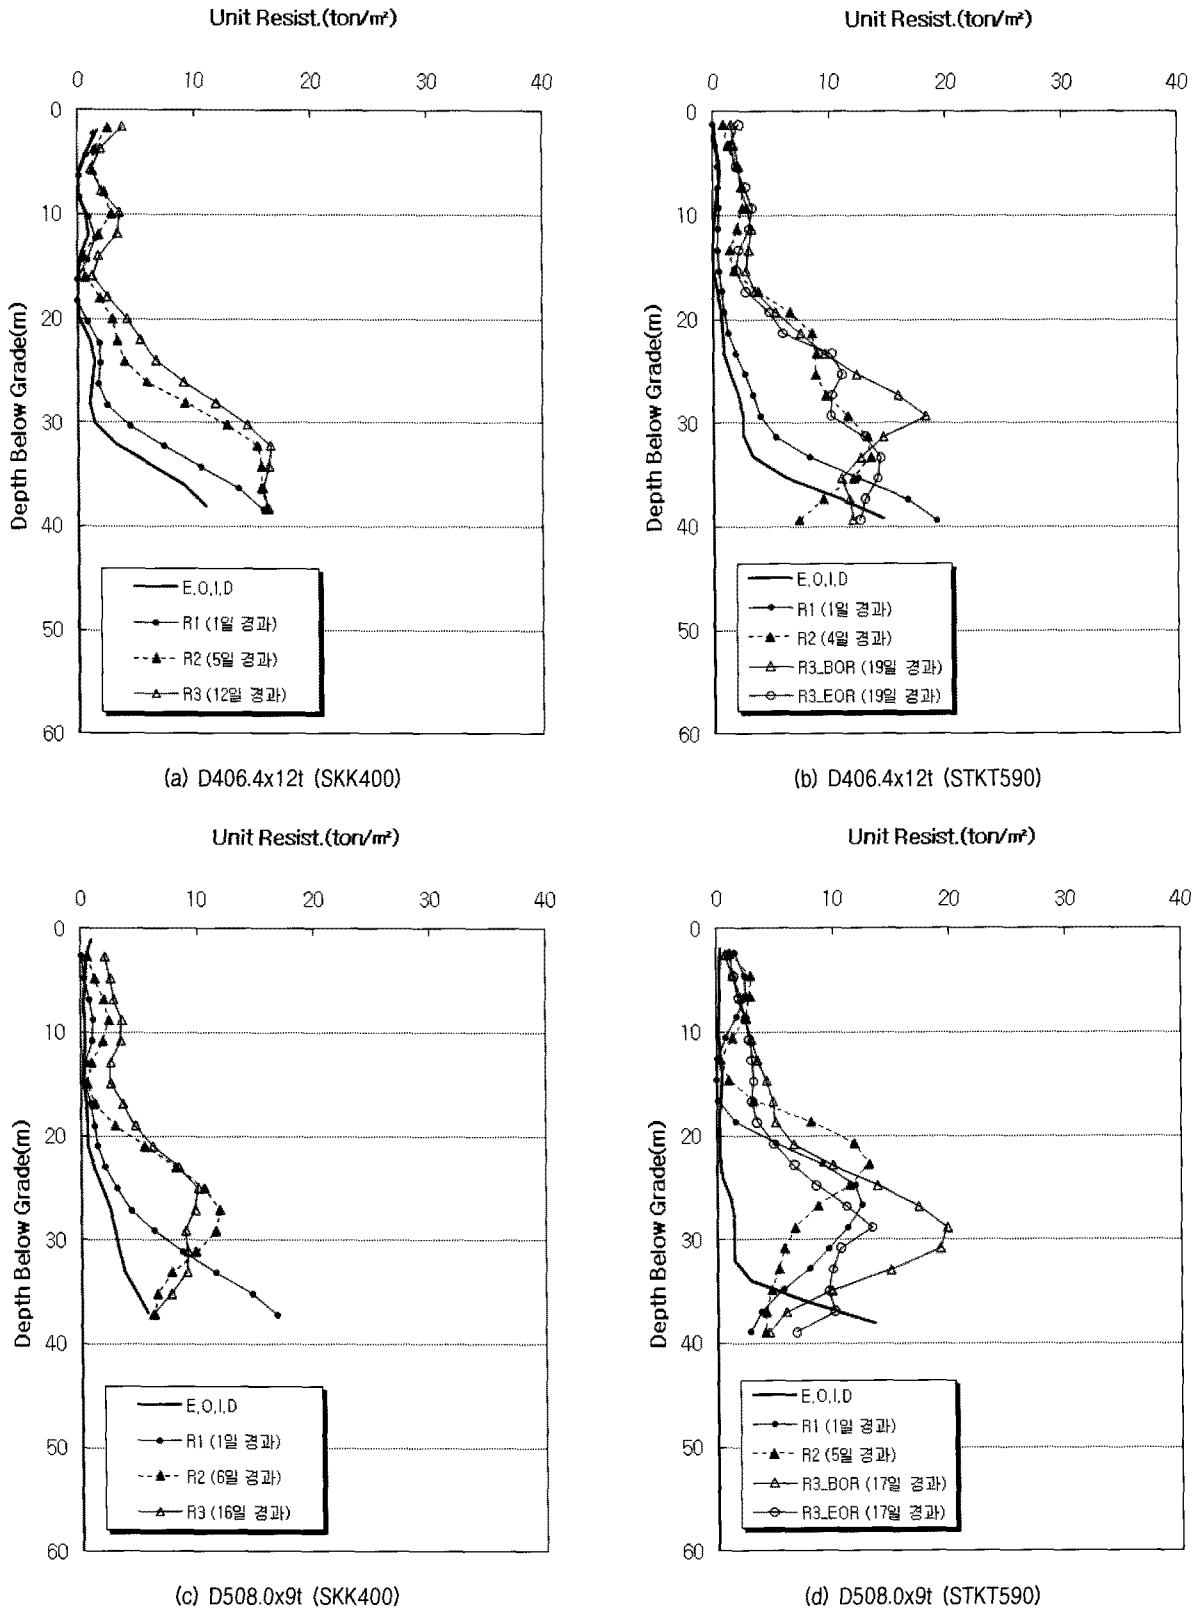 Unit Resist.(ton/㎡)
0 10 20 30 40
0
10
20
30
40
50
60
Depth Below Grade(m)
E,O,I,D
R1 (1일 경과)
R2 (5일 경과)
R3 (12일 경과)
(a) D406.4x12t (SKK400)
Unit Resist.(ton/㎡)
0 10 20 30 40
0
10
20
30
40
50
60
Depth Below Grade(m)
E,O,I,D
R1 (1일 경과)
R2 (4일 경과)
R3_BOR (19일 경과)
R3_EOR (19일 경과)
(b) D406.4x12t (STKT590)
Unit Resist.(ton/㎡)
0 10 20 30 40
0
10
20
30
40
50
60
Depth Below Grade(m)
E,O,I,D
R1 (1일 경과)
R2 (6일 경과)
R3 (16일 경과)
(c) D508.0x9t (SKK400)
Unit Resist.(ton/㎡)
0 10 20 30 40
0
10
20
30
40
50
60
Depth Below Grade(m)
E,O,I,D
R1 (1일 경과)
R2 (5일 경과)
R3_BOR (17일 경과)
R3_EOR (17일 경과)
(d) D508.0x9t (STKT590)